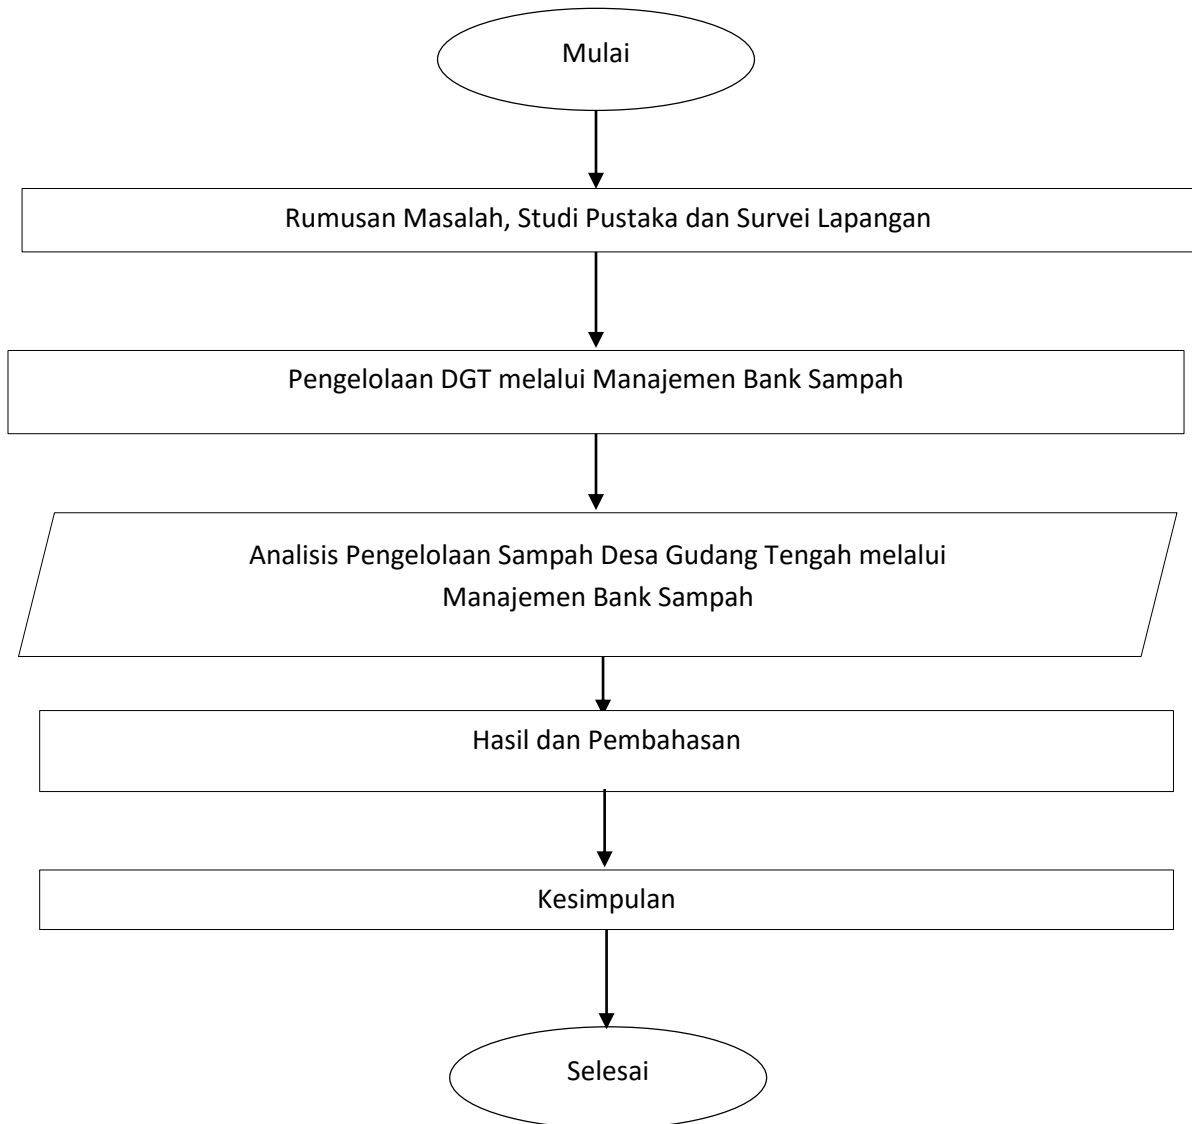 Mulai
Rumusan Masalah, Studi Pustaka dan Survei Lapangan
Pengelolaan DGT melalui Manajemen Bank Sampah
Analisis Pengelolaan Sampah Desa Gudang Tengah melalui
Manajemen Bank Sampah
Hasil dan Pembahasan
Kesimpulan
Selesai